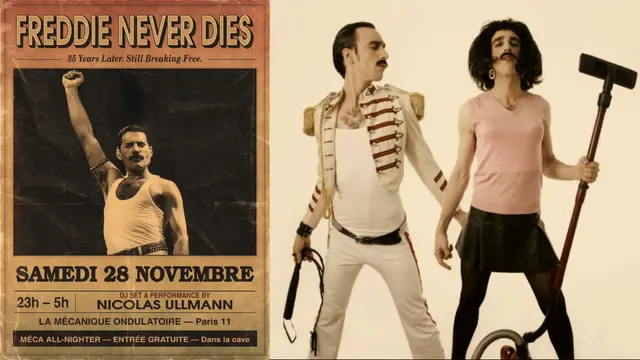 FREDDIE NEVER DIES
35 Years Later. Still Breaking Free.
SAMEDI 28 NOVEMBRE
23h – 5h
DJ SET & PERFORMANCE BY
NICOLAS ULLMANN
LA MÉCANIQUE ONDULATOIRE — Paris 11
MÉCA ALL-NIGHTER — ENTRÉE GRATUITE — Dans la cave